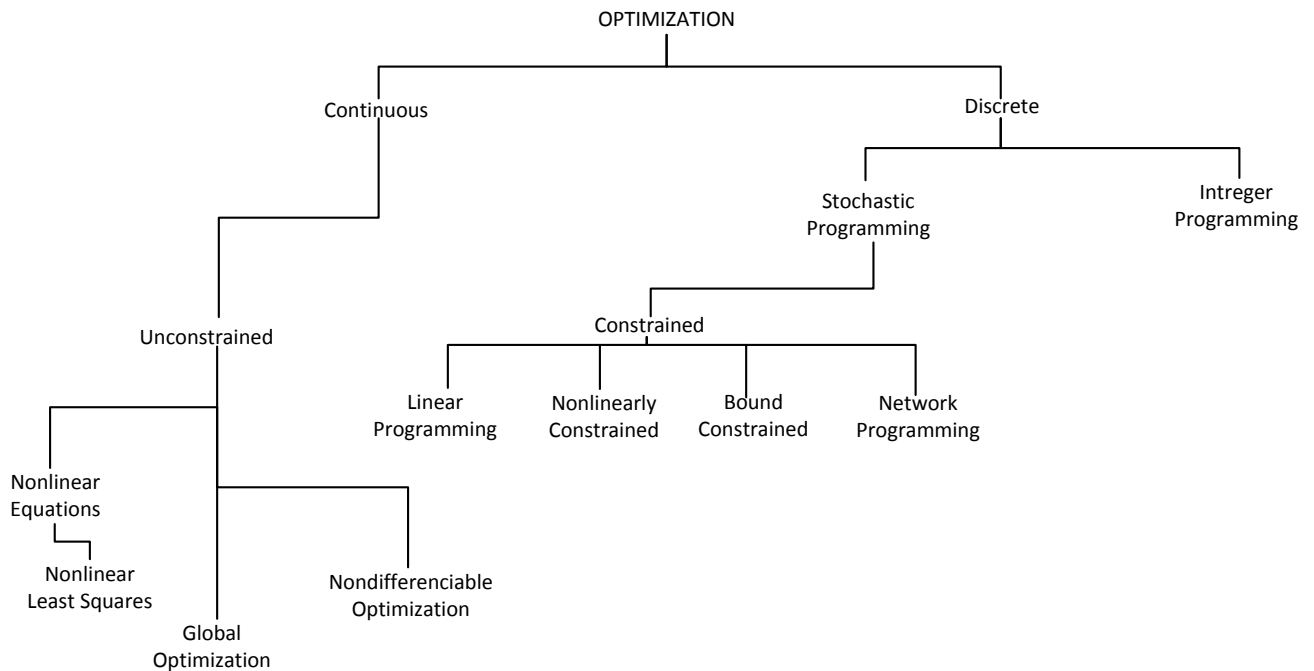 OPTIMIZATION
Continuous
Discrete
Stochastic
Programming
Intreger
Programming
Unconstrained
Constrained
Linear
Programming
Nonlinearly
Constrained
Bound
Constrained
Network
Programming
Nonlinear
Equations
Nonlinear
Least Squares
Nondifferenciable
Optimization
Global
Optimization